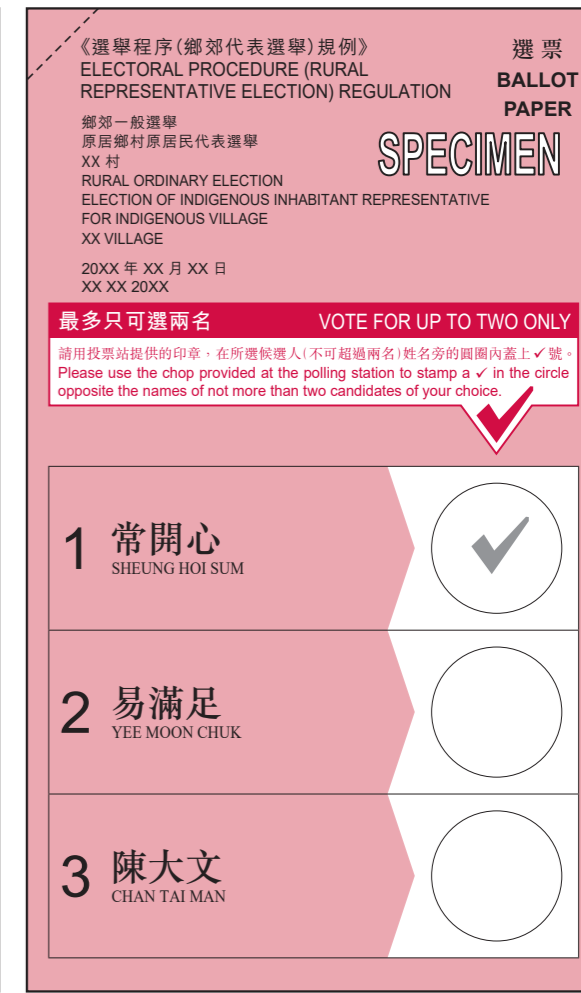 《選舉程序(鄉郊代表選舉)規例》
ELECTORAL PROCEDURE (RURAL
REPRESENTATIVE ELECTION) REGULATION
選票
BALLOT
PAPER
SPECIMEN
鄉郊一般選舉
原居鄉村原居民代表選舉
XX 村
RURAL ORDINARY ELECTION
ELECTION OF INDIGENOUS INHABITANT REPRESENTATIVE
FOR INDIGENOUS VILLAGE
XX VILLAGE
20XX 年 XX 月 XX 日
XX XX 20XX
最多只可選兩名 VOTE FOR UP TO TWO ONLY
請用投票站提供的印章，在所選候選人(不可超過兩名)姓名旁的圓圈內蓋上✓號。
Please use the chop provided at the polling station to stamp a ✓ in the circle
opposite the names of not more than two candidates of your choice.
1 常開心
SHEUNG HOI SUM
2 易滿足
YEE MOON CHUK
3 陳大文
CHAN TAI MAN